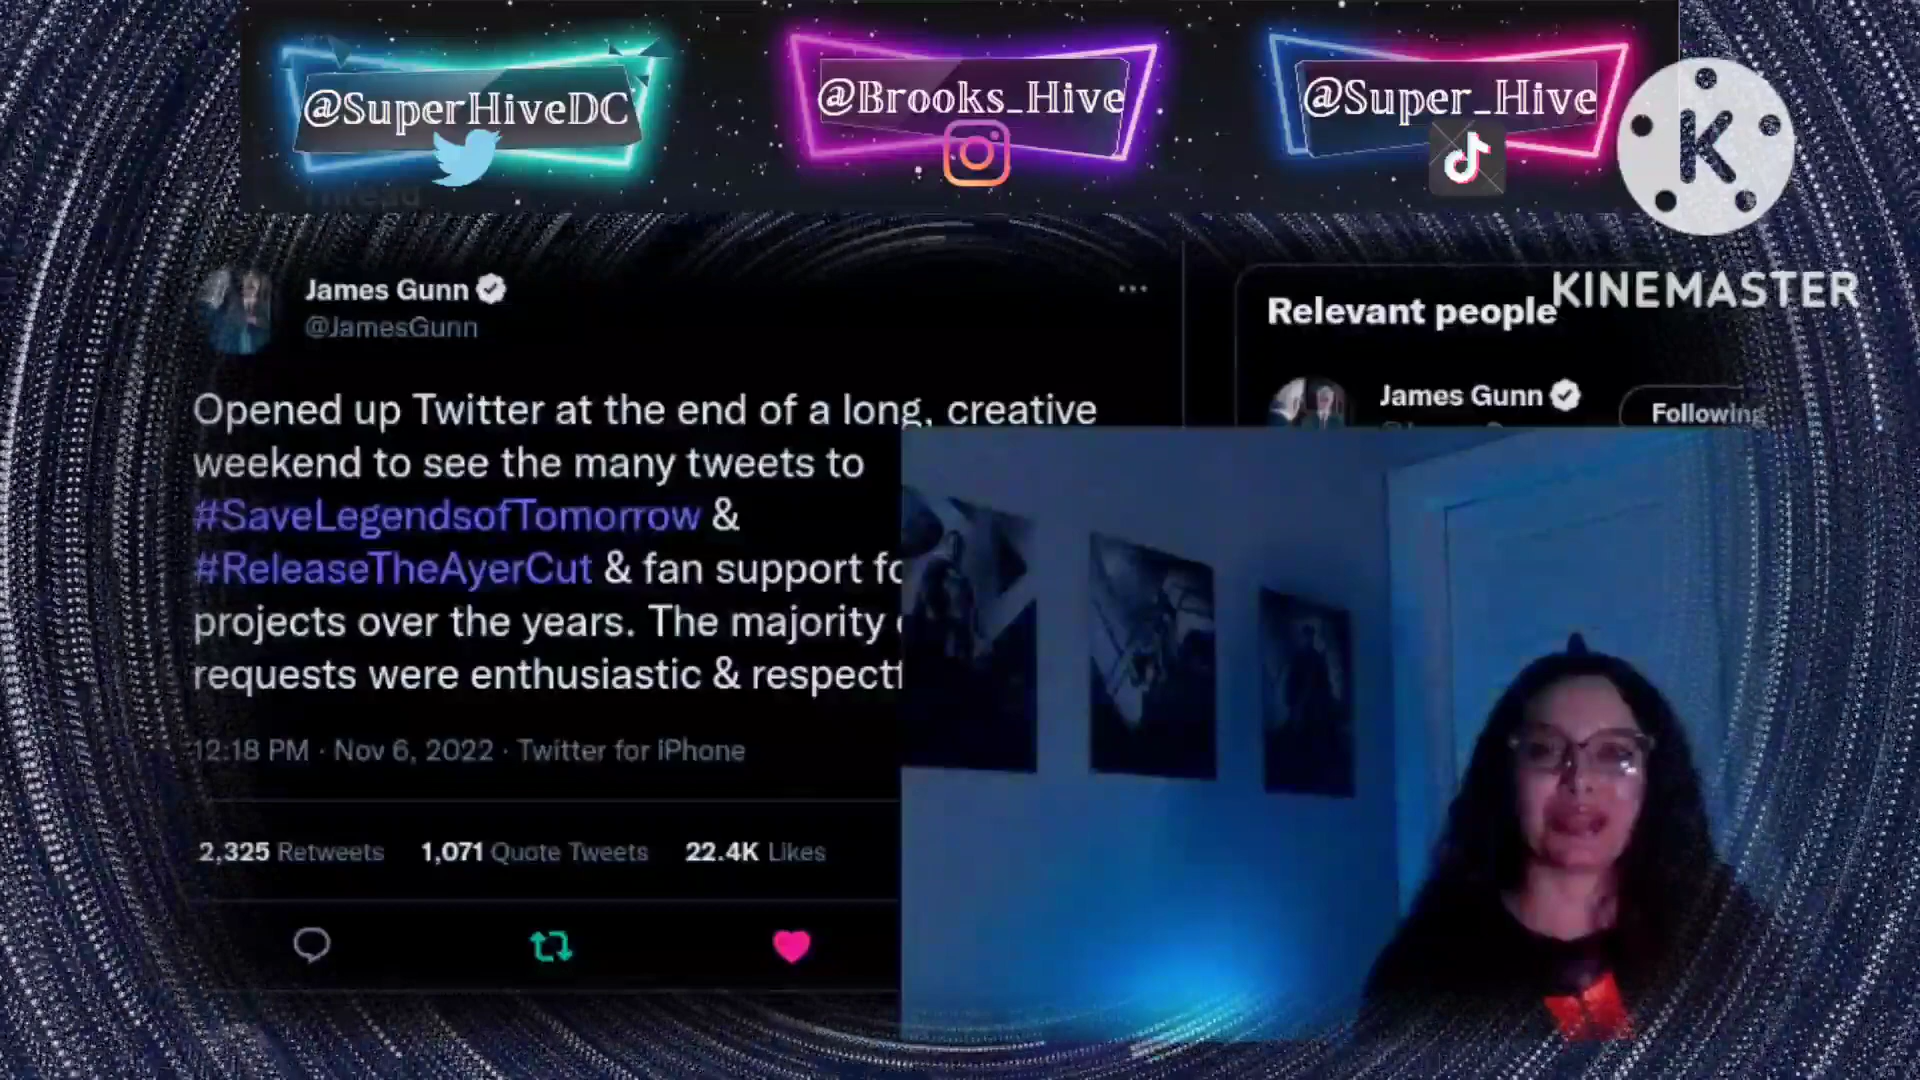 @SuperHiveDC
@Brooks_Hive
@Super_Hive
K
KINEMASTER
Thread
James Gunn
@JamesGunn
Opened up Twitter at the end of a long, creative
weekend to see the many tweets to
#SaveLegendsofTomorrow &
#ReleaseTheAyerCut & fan support fo
projects over the years. The majority
requests were enthusiastic & respectf
12:18 PM · Nov 6, 2022 · Twitter for iPhone
2,325 Retweets 1,071 Quote Tweets 22.4K Likes
Relevant people
James Gunn
Following